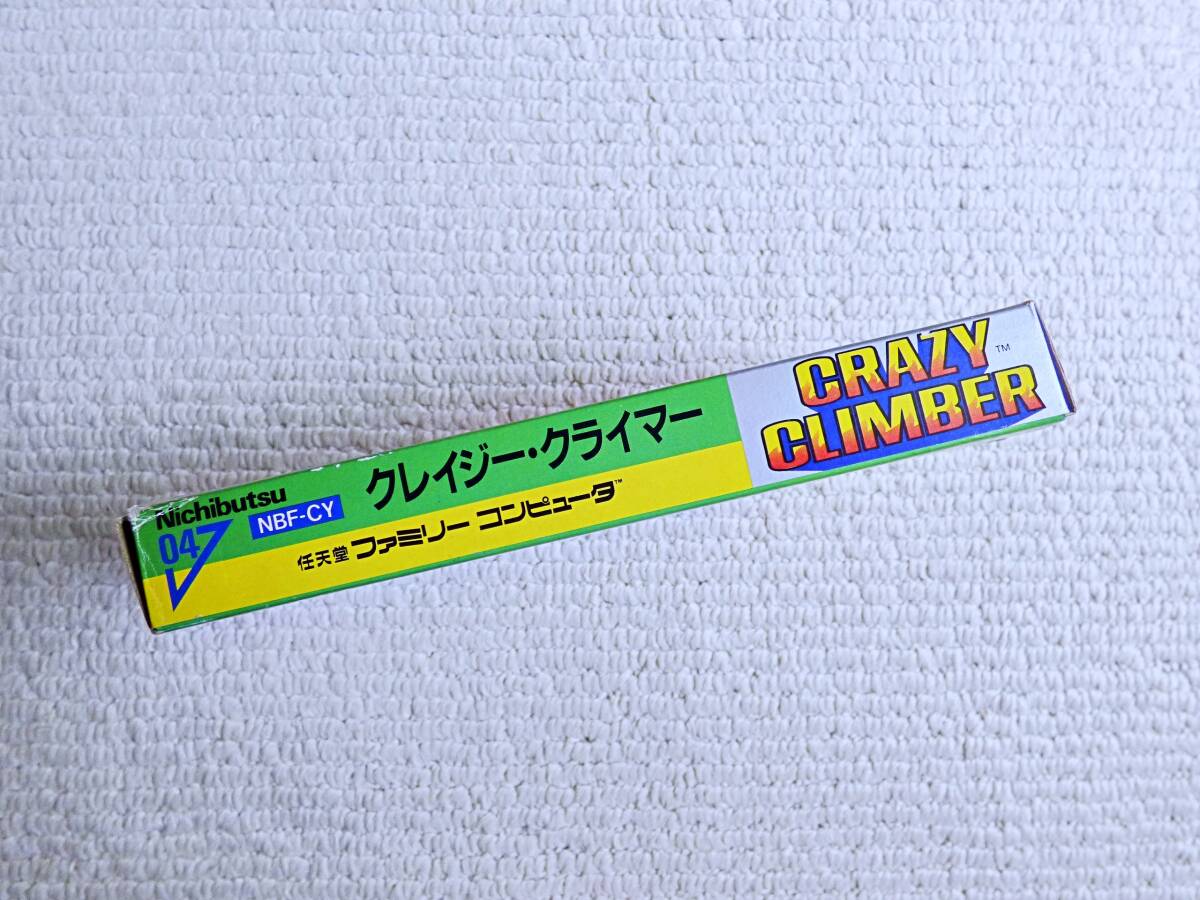 Nichibutsu
04
NBF-CY
クレイジー・クライマー
任天堂 ファミリー コンピュータ™
CRAZY
CLIMBER
™